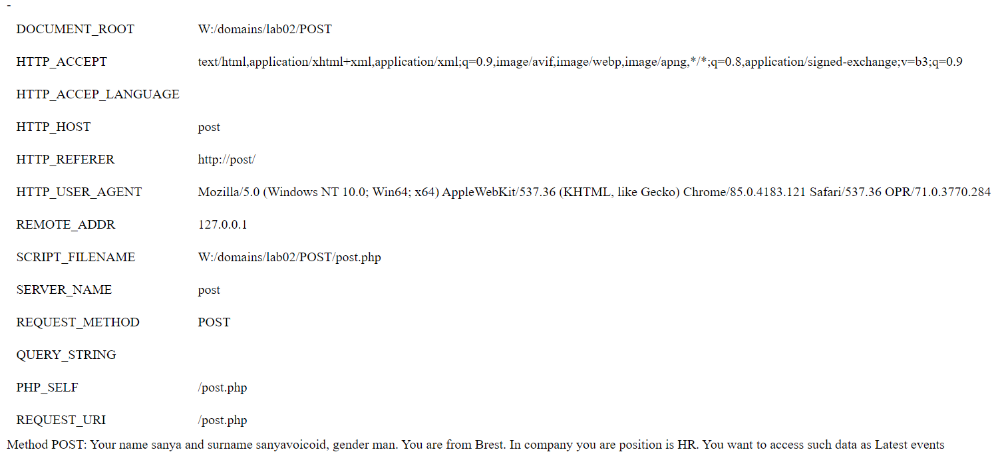 -
DOCUMENT_ROOT W:/domains/lab02/POST
HTTP_ACCEPT text/html,application/xhtml+xml,application/xml;q=0.9,image/avif,image/webp,image/apng,*/*;q=0.8,application/signed-exchange;v=b3;q=0.9
HTTP_ACCEP_LANGUAGE
HTTP_HOST post
HTTP_REFERER http://post/
HTTP_USER_AGENT Mozilla/5.0 (Windows NT 10.0; Win64; x64) AppleWebKit/537.36 (KHTML, like Gecko) Chrome/85.0.4183.121 Safari/537.36 OPR/71.0.3770.284
REMOTE_ADDR 127.0.0.1
SCRIPT_FILENAME W:/domains/lab02/POST/post.php
SERVER_NAME post
REQUEST_METHOD POST
QUERY_STRING
PHP_SELF /post.php
REQUEST_URI /post.php
Method POST: Your name sanya and surname sanyavoicoid, gender man. You are from Brest. In company you are position is HR. You want to access such data as Latest events